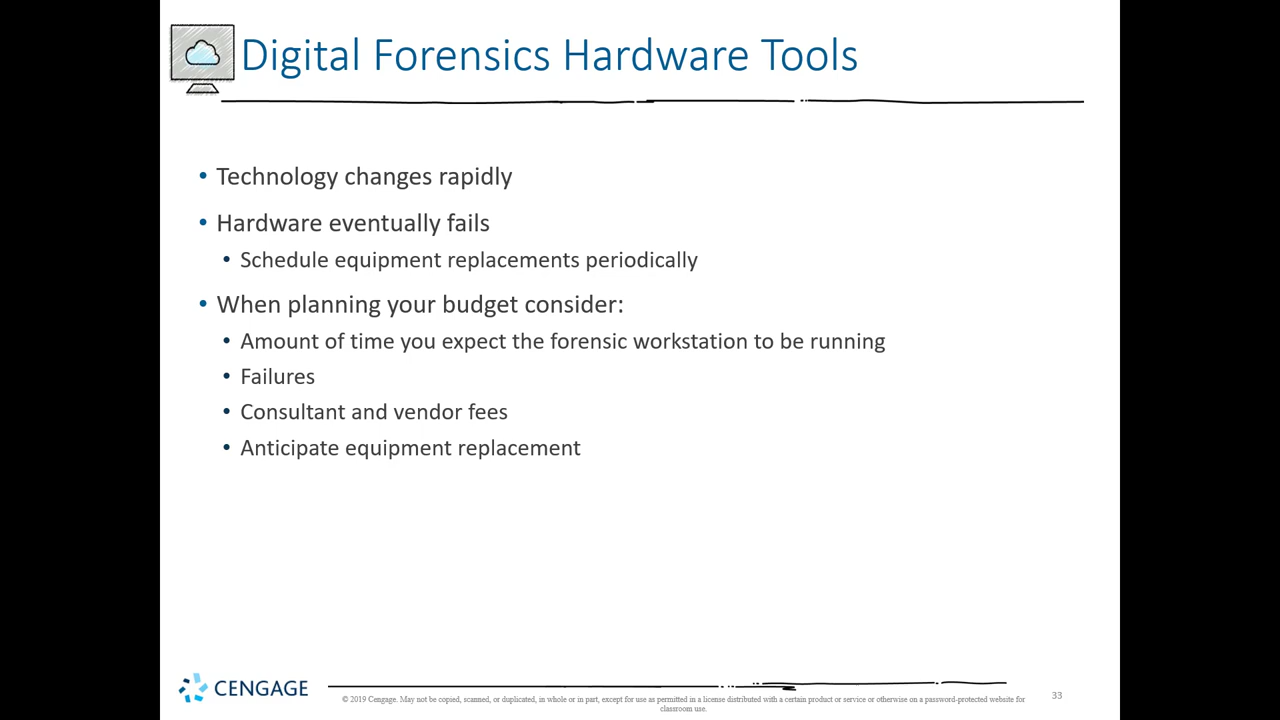 Digital Forensics Hardware Tools
• Technology changes rapidly
• Hardware eventually fails
• Schedule equipment replacements periodically
• When planning your budget consider:
• Amount of time you expect the forensic workstation to be running
• Failures
• Consultant and vendor fees
• Anticipate equipment replacement
CENGAGE
© 2019 Cengage. May not be copied, scanned, or duplicated, in whole or in part, except for use as permitted in a license distributed with a certain product or service or otherwise on a password-protected website for
classroom use.
33